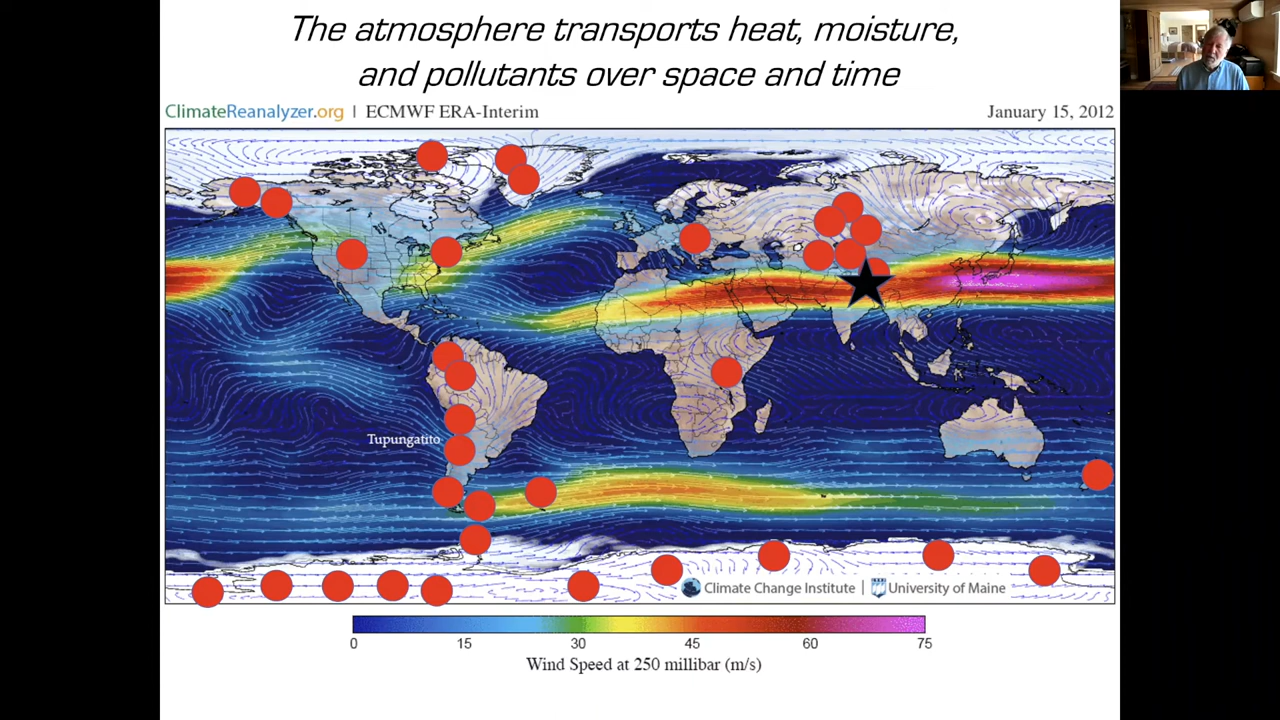 The atmosphere transports heat, moisture,
and pollutants over space and time
ClimateReanalyzer.org | ECMWF ERA-Interim
January 15, 2012
Tupungatito
Climate Change Institute | University of Maine
0 15 30 45 60 75
Wind Speed at 250 millibar (m/s)